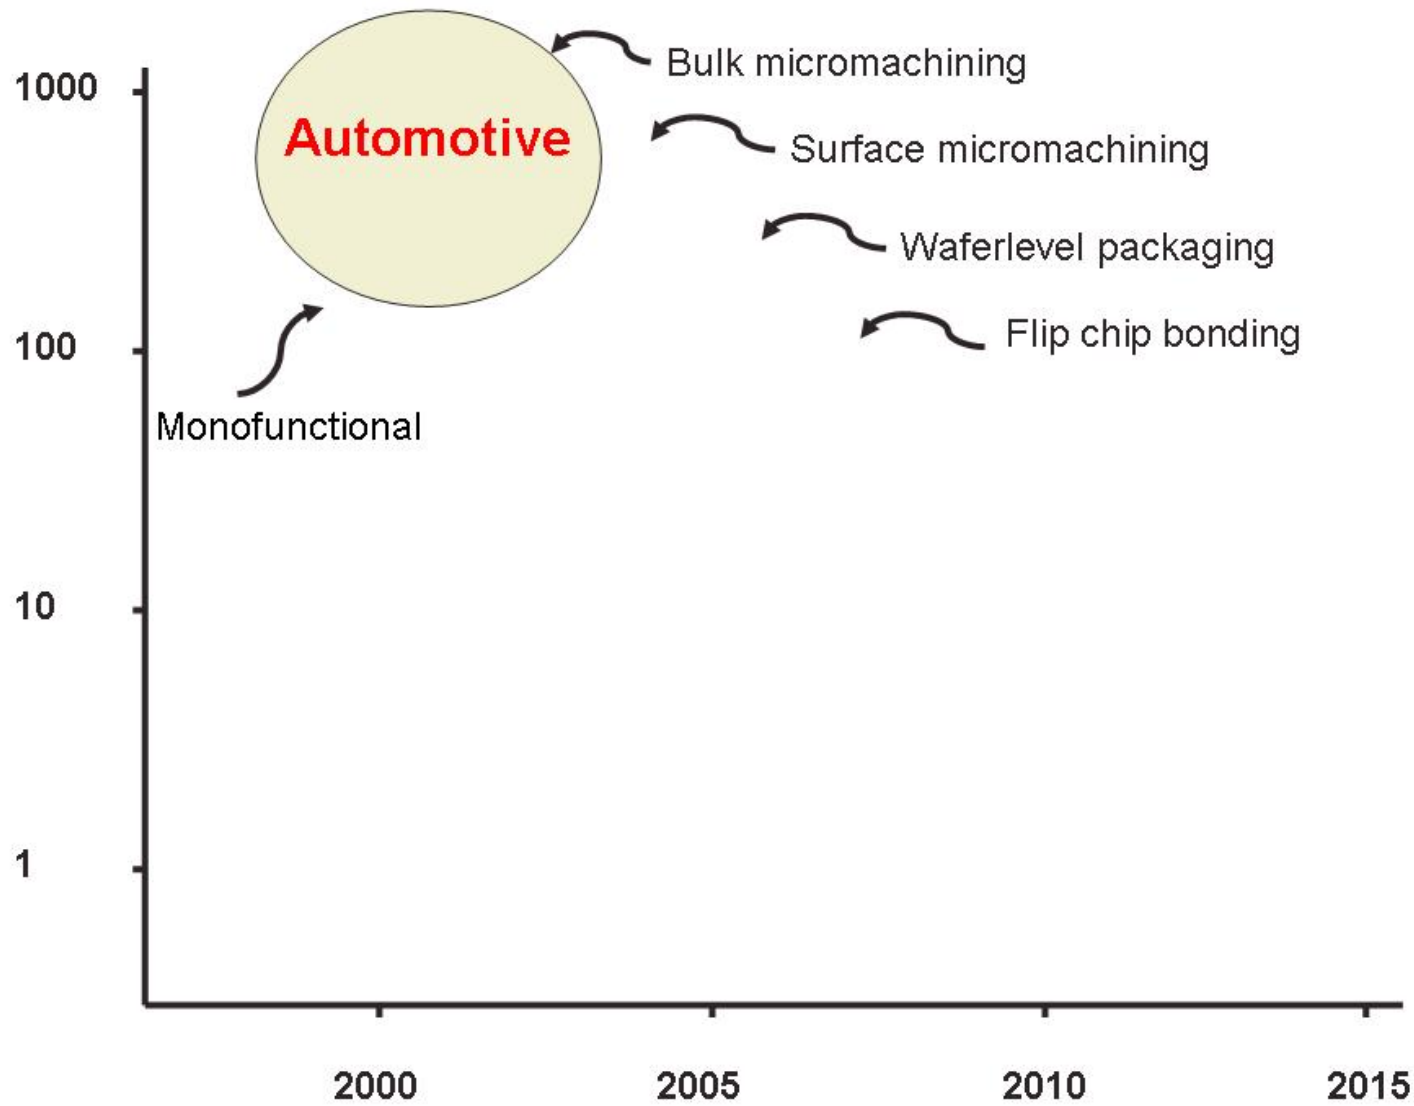 Bulk micromachining
1000
Automotive
Surface micromachining
Waferlevel packaging
Flip chip bonding
100
Monofunctional
10
1
2000
2005
2010
2015